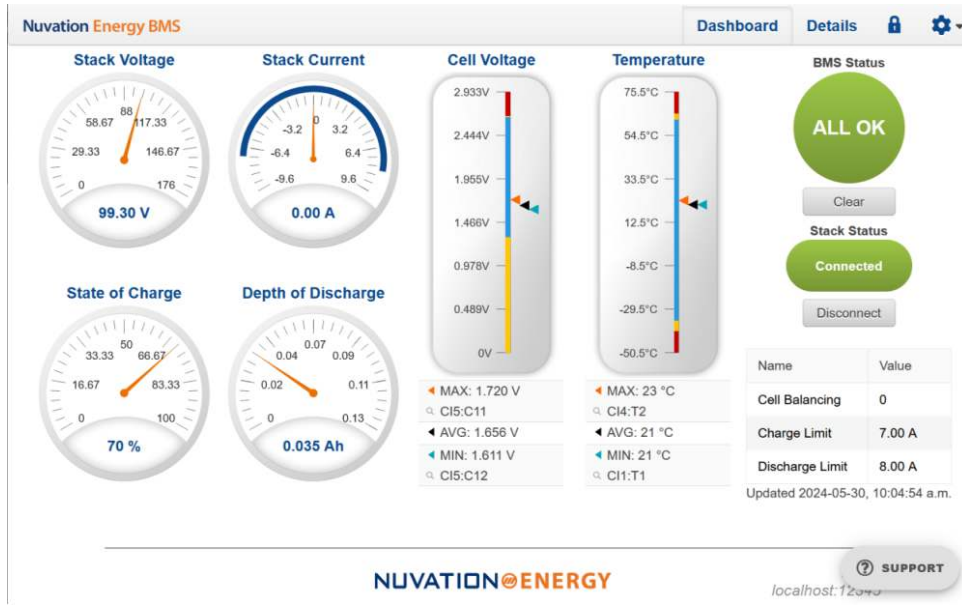 Nuvation Energy BMS
Dashboard Details
Stack Voltage
0
29.33
58.67
88
117.33
146.67
176
99.30 V
Stack Current
-9.6
-6.4
-3.2
0
3.2
6.4
9.6
0.00 A
State of Charge
0
16.67
33.33
50
66.67
83.33
100
70 %
Depth of Discharge
0
0.02
0.04
0.07
0.09
0.11
0.13
0.035 Ah
Cell Voltage
2.933V
2.444V
1.955V
1.466V
0.978V
0.489V
0V
MAX: 1.720 V
CI5:C11
AVG: 1.656 V
MIN: 1.611 V
CI5:C12
Temperature
75.5°C
54.5°C
33.5°C
12.5°C
-8.5°C
-29.5°C
-50.5°C
MAX: 23 °C
CI4:T2
AVG: 21 °C
MIN: 21 °C
CI1:T1
BMS Status
ALL OK
Clear
Stack Status
Connected
Disconnect
Name Value
Cell Balancing 0
Charge Limit 7.00 A
Discharge Limit 8.00 A
Updated 2024-05-30, 10:04:54 a.m.
NUVATION ENERGY
SUPPORT
localhost:12345